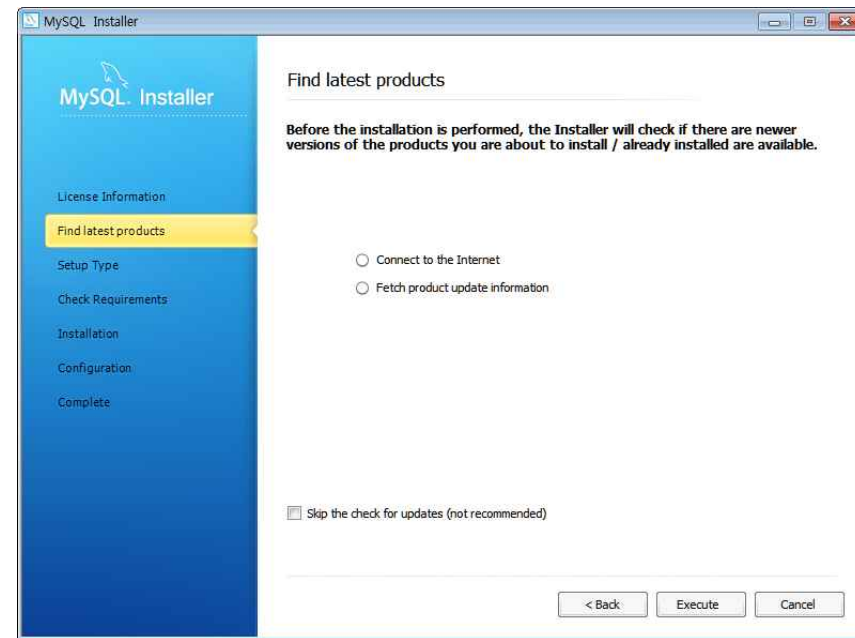 MySQL Installer
MySQL. Installer
License Information
Find latest products
Setup Type
Check Requirements
Installation
Configuration
Complete
Find latest products
Before the installation is performed, the Installer will check if there are newer
versions of the products you are about to install / already installed are available.
Connect to the Internet
Fetch product update information
Skip the check for updates (not recommended)
< Back
Execute
Cancel